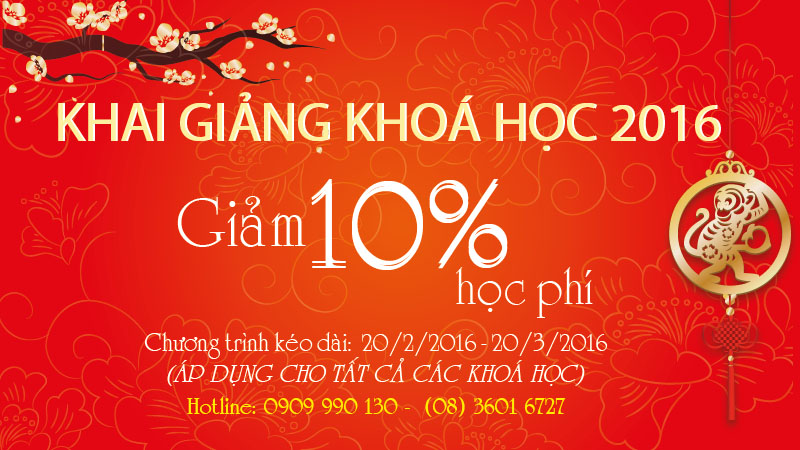 KHAI GIẢNG KHOÁ HỌC 2016
Giảm 10%
học phí
Chương trình kéo dài: 20/2/2016 - 20/3/2016
(ÁP DỤNG CHO TẤT CẢ CÁC KHOÁ HỌC)
Hotline: 0909 990 130 - (08) 3601 6727